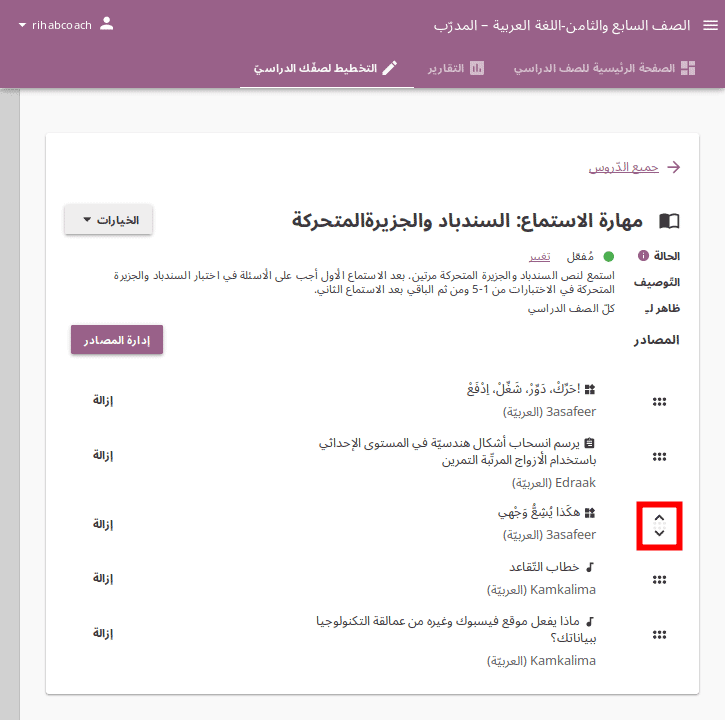 الصف السابع والثامن-اللغة العربية – المدرّب
rihabcoach
الصفحة الرئيسية للصف الدراسي
التقارير
التخطيط لصفّك الدراسيّ
جميع الدّروس
مهارة الاستماع: السندباد والجزيرةالمتحركة
الخيارات
الحالة
مُفعّل
تغيير
التّوصيف
استمع لنص السندباد والجزيرة المتحركة مرتين. بعد الاستماع الأول أجب على الأسئلة في اختبار السندباد والجزيرة
المتحركة في الاختبارات من 1-5 ومن ثم الباقي بعد الاستماع الثاني.
ظاهر لـِ
كلّ الصف الدراسي
المصادر
إدارة المصادر
!حَرِّكْ، دَوِّرْ، شَغِّلْ، اِدْفَعْ
3asafeer (العربيّة)
إزالة
يرسم انسحاب أشكال هندسيّة في المستوى الإحداثي
باستخدام الأزواج المرتّبة التمرين
Edraak (العربيّة)
إزالة
هكَذا يُشِعُّ وَجْهي
3asafeer (العربيّة)
إزالة
خطاب التّقاعد
Kamkalima (العربيّة)
إزالة
ماذا يفعل موقع فيسبوك وغيره من عمالقة التكنولوجيا
ببياناتك؟
Kamkalima (العربيّة)
إزالة